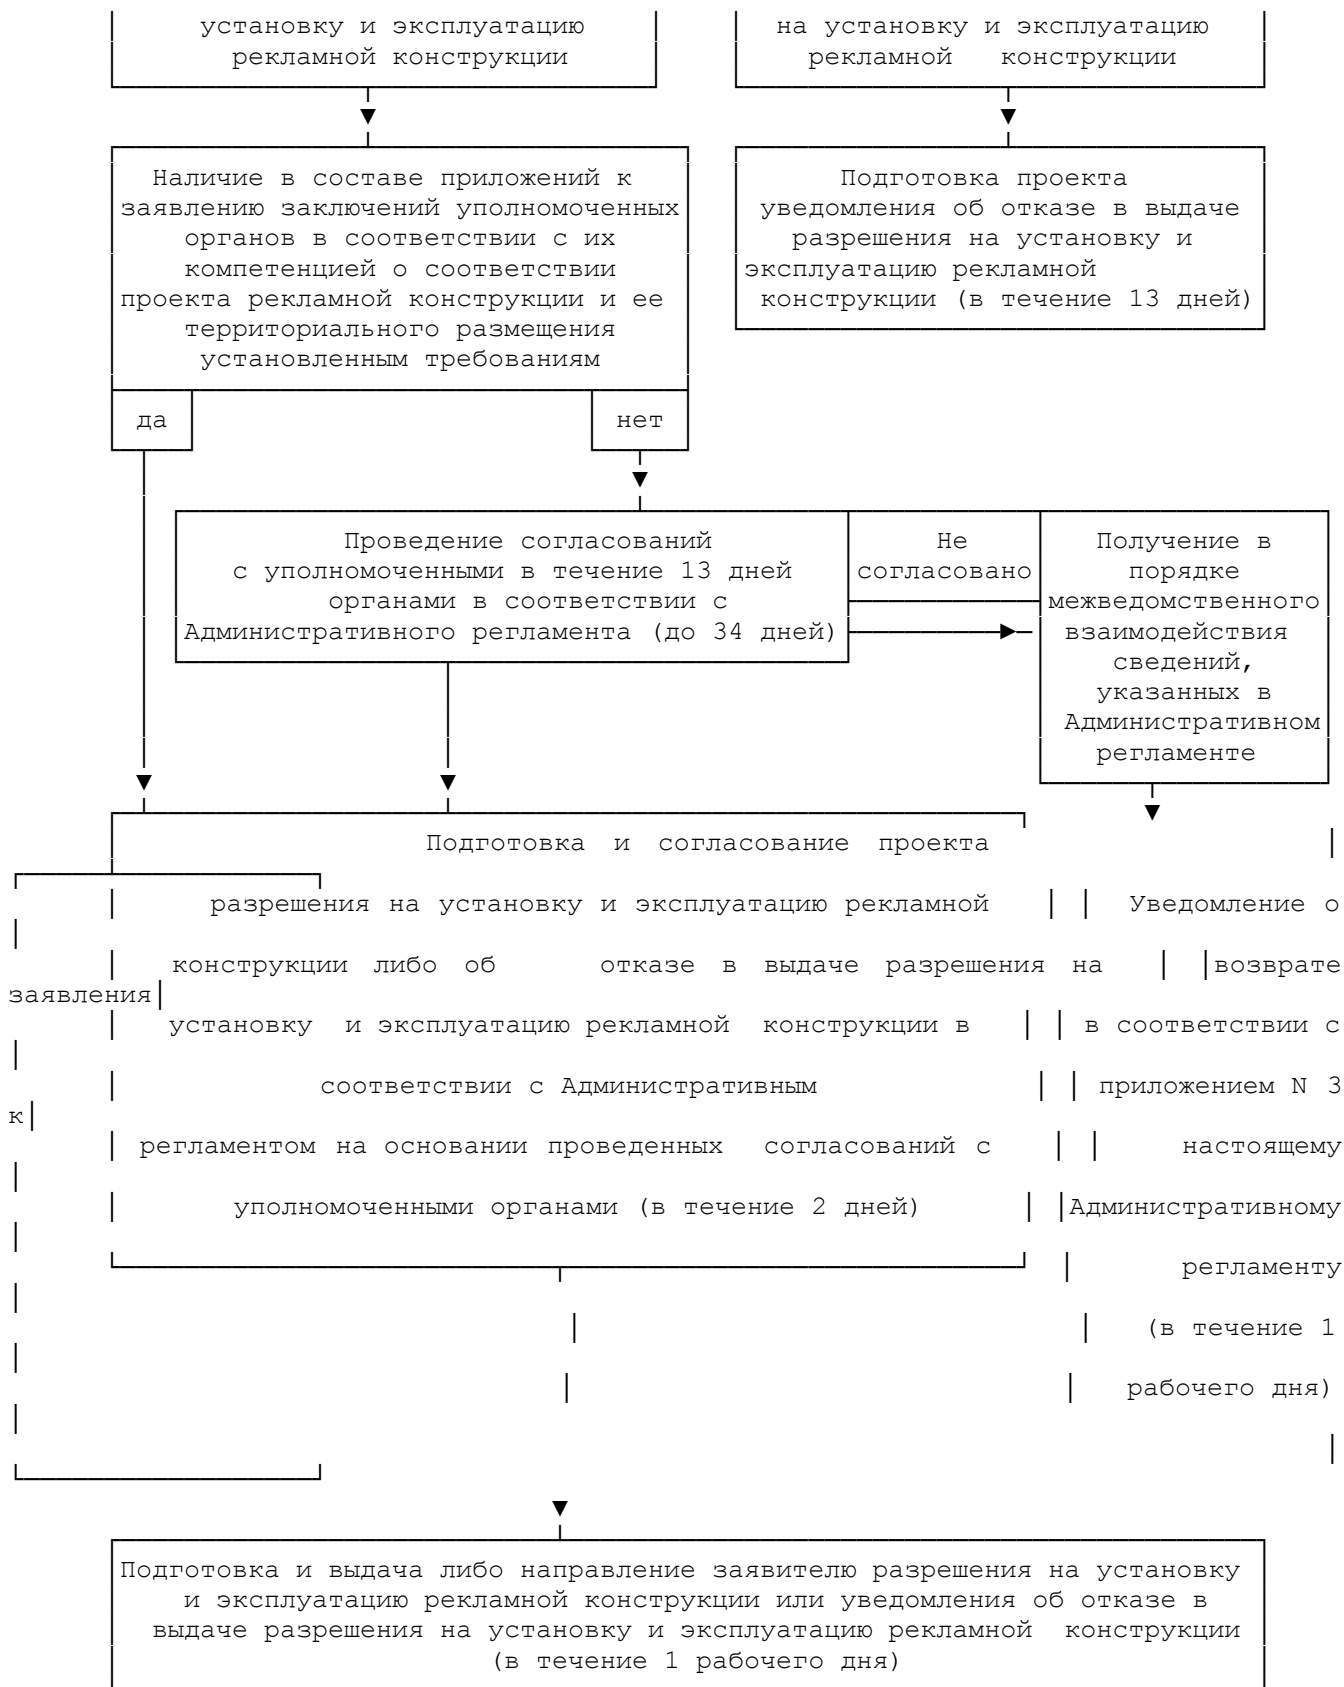 установку и эксплуатацию
рекламной конструкции
на установку и эксплуатацию
рекламной конструкции
Наличие в составе приложений к
заявлению заключений уполномоченных
органов в соответствии с их
компетенцией о соответствии
проекта рекламной конструкции и ее
территориального размещения
установленным требованиям
Подготовка проекта
уведомления об отказе в выдаче
разрешения на установку и
эксплуатацию рекламной
конструкции (в течение 13 дней)
да
нет
Проведение согласований
с уполномоченными в течение 13 дней
органами в соответствии с
Административного регламента (до 34 дней)
Не
согласовано
Получение в
порядке
межведомственного
взаимодействия
сведений,
указанных в
Административном
регламенте
Подготовка и согласование проекта
разрешения на установку и эксплуатацию рекламной Уведомление о
конструкции либо об отказе в выдаче разрешения на возврате
заявления
установку и эксплуатацию рекламной конструкции в в соответствии с
соответствии с Административным приложением N 3
к
регламентом на основании проведенных согласований с настоящему
уполномоченными органами (в течение 2 дней) Административному
регламенту
(в течение 1
рабочего дня)
Подготовка и выдача либо направление заявителю разрешения на установку
и эксплуатацию рекламной конструкции или уведомления об отказе в
выдаче разрешения на установку и эксплуатацию рекламной конструкции
(в течение 1 рабочего дня)